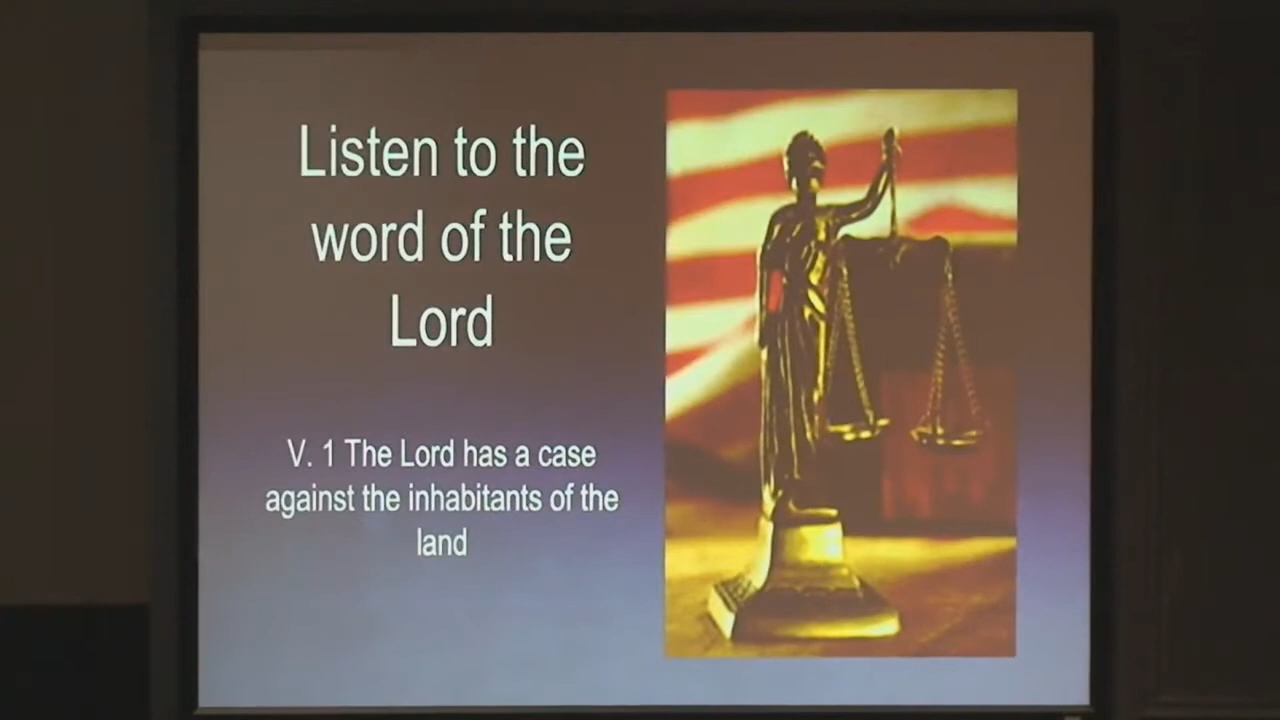 Listen to the
word of the
Lord
V. 1 The Lord has a case
against the inhabitants of the
land